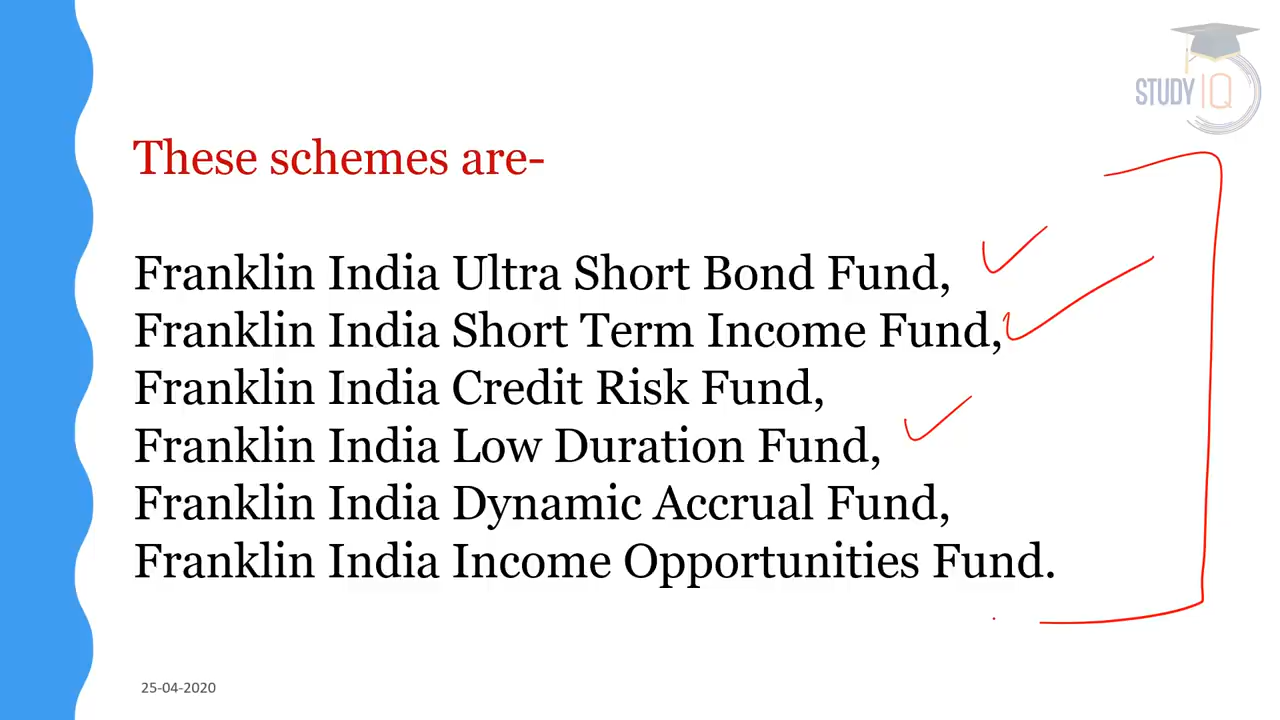 STUDY IQ
These schemes are-
Franklin India Ultra Short Bond Fund,
Franklin India Short Term Income Fund,
Franklin India Credit Risk Fund,
Franklin India Low Duration Fund,
Franklin India Dynamic Accrual Fund,
Franklin India Income Opportunities Fund.
25-04-2020